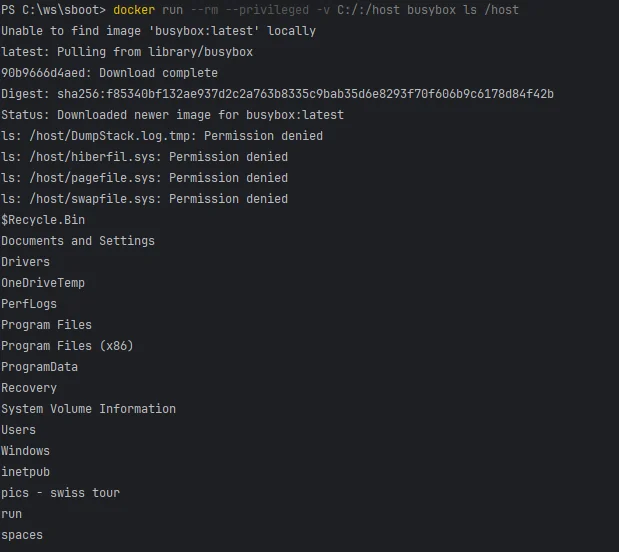 PS C:\ws\sboot> docker run --rm --privileged -v C:/:/host busybox ls /host
Unable to find image 'busybox:latest' locally
latest: Pulling from library/busybox
90b9666d4aed: Download complete
Digest: sha256:f85340bf132ae937d2c2a763b8335c9bab35d6e8293f70f606b9c6178d84f42b
Status: Downloaded newer image for busybox:latest
ls: /host/DumpStack.log.tmp: Permission denied
ls: /host/hiberfil.sys: Permission denied
ls: /host/pagefile.sys: Permission denied
ls: /host/swapfile.sys: Permission denied
$Recycle.Bin
Documents and Settings
Drivers
OneDriveTemp
PerfLogs
Program Files
Program Files (x86)
ProgramData
Recovery
System Volume Information
Users
Windows
inetpub
pics - swiss tour
run
spaces